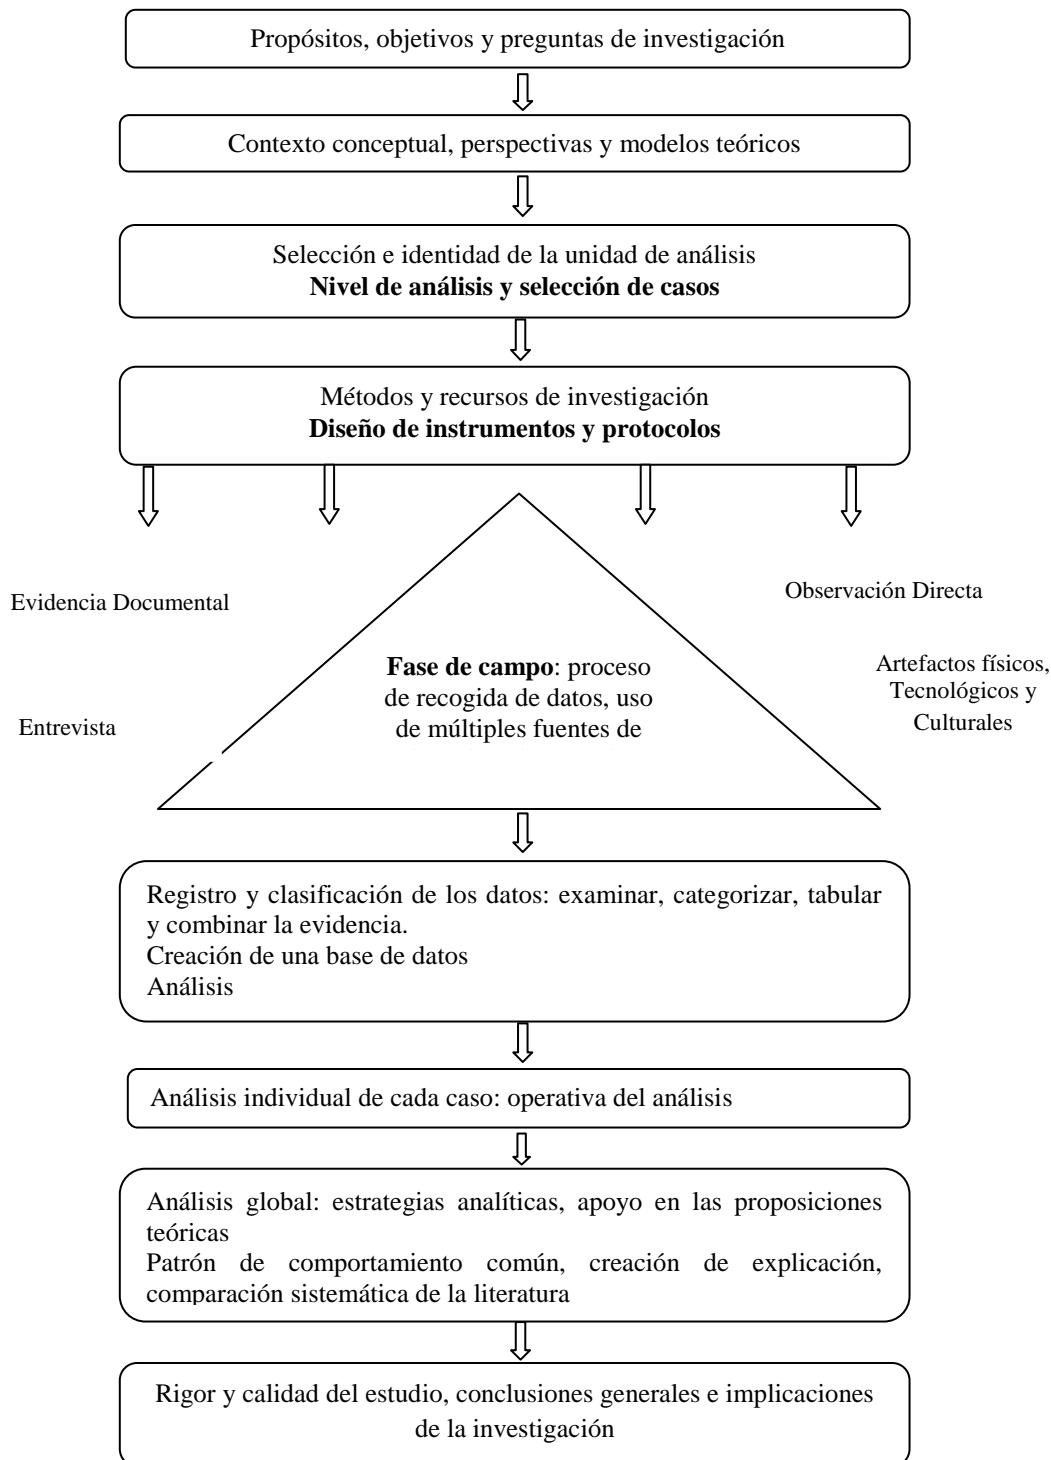 Propósitos, objetivos y preguntas de investigación
Contexto conceptual, perspectivas y modelos teóricos
Selección e identidad de la unidad de análisis
Nivel de análisis y selección de casos
Métodos y recursos de investigación
Diseño de instrumentos y protocolos
Evidencia Documental
Entrevista
Fase de campo: proceso
de recogida de datos, uso
de múltiples fuentes de
Observación Directa
Artefactos físicos,
Tecnológicos y
Culturales
Registro y clasificación de los datos: examinar, categorizar, tabular
y combinar la evidencia.
Creación de una base de datos
Análisis
Análisis individual de cada caso: operativa del análisis
Análisis global: estrategias analíticas, apoyo en las proposiciones
teóricas
Patrón de comportamiento común, creación de explicación,
comparación sistemática de la literatura
Rigor y calidad del estudio, conclusiones generales e implicaciones
de la investigación